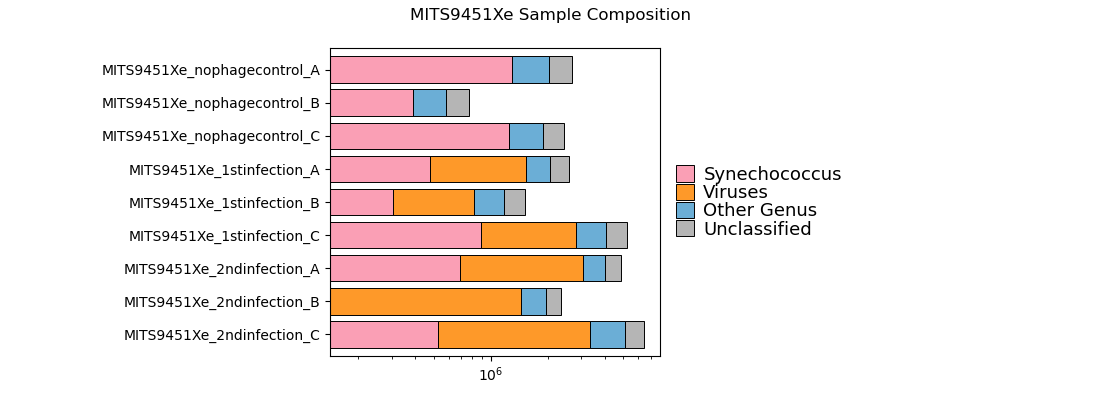 MITS9451Xe Sample Composition
MITS9451Xe_nophagecontrol_A
MITS9451Xe_nophagecontrol_B
MITS9451Xe_nophagecontrol_C
MITS9451Xe_1stinfection_A
MITS9451Xe_1stinfection_B
MITS9451Xe_1stinfection_C
MITS9451Xe_2ndinfection_A
MITS9451Xe_2ndinfection_B
MITS9451Xe_2ndinfection_C
Synechococcus
Viruses
Other Genus
Unclassified
10⁶